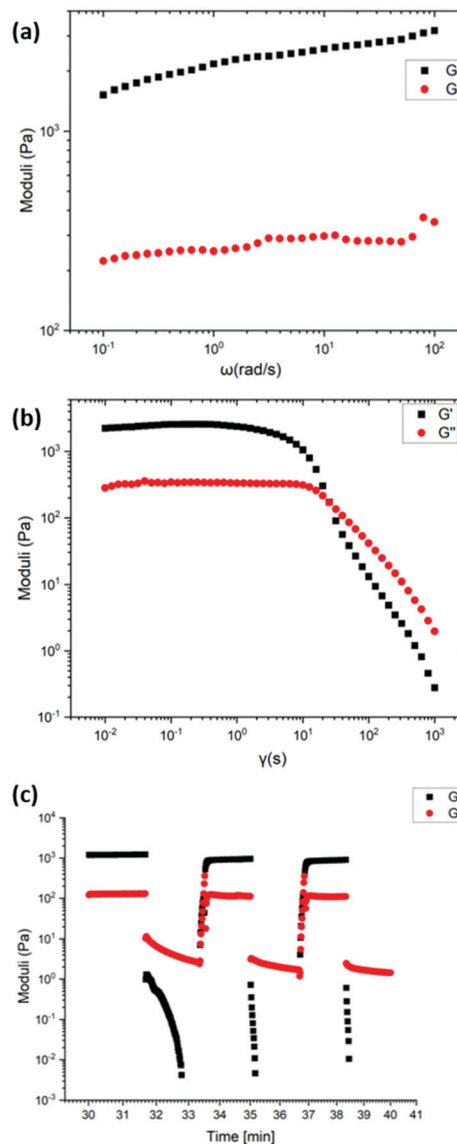 (a)
G
G
Moduli (Pa)
10³
10²
10⁻¹ 10⁰ 10¹ 10²
ω(rad/s)
(b)
G'
G"
Moduli (Pa)
10³
10²
10¹
10⁰
10⁻¹
10⁻² 10⁻¹ 10⁰ 10¹ 10² 10³
γ(s)
(c)
G
G
Moduli (Pa)
10⁴
10³
10²
10¹
10⁰
10⁻¹
10⁻²
10⁻³
30 31 32 33 35 36 37 38 40 41
Time [min]